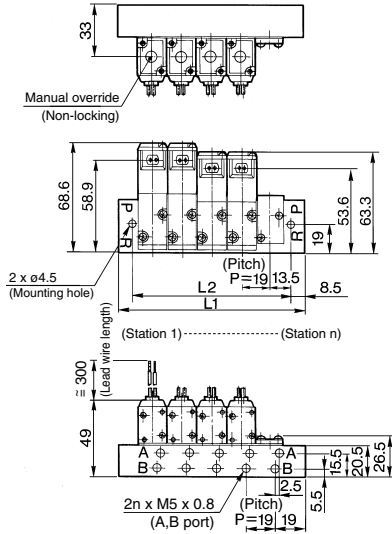 33
Manual override
(Non-locking)
68.6
58.9
P
R
P
R
19
53.6
63.3
2 x ø4.5
(Mounting hole)
(Pitch)
P=19
13.5
L2
8.5
L1
(Station 1) ---------------------- (Station n)
≈ 300
(Lead wire length)
49
A
B
A
B
15.5
20.5
26.5
2.5
5.5
2n x M5 x 0.8
(A,B port)
(Pitch)
P=19
19